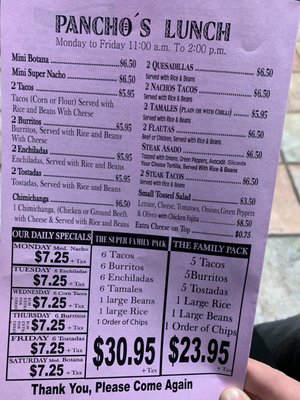 PANCHO'S LUNCH
Monday to Friday 11:00 a.m. To 2:00 p.m.
Mini Botana $6.50
Mini Super Nacho $6.50
2 Tacos $5.95
Tacos (Corn or Flour) Served with
Rice and Beans With Cheese
2 Burritos $5.95
Burritos, Served with Rice and Beans
With Cheese
2 Enchiladas $5.95
Enchiladas, Served with Rice and Beans
2 Tostadas $5.95
Tostadas, Served with Rice and Beans
Chimichanga $6.50
1 Chimichanga, (Chicken or Ground Beef).
with Cheese & Served with Rice and Beans
2 Quesadillas $6.50
Served with Rice & Beans
2 Nachos Tacos $6.50
Served with Rice & Beans
2 Tamales (Plain or with Chilli) $5.95
Served with Rice & Beans
2 Flautas $6.50
Beef or Chicken, Served with Rice & Beans
Steak Asado $6.50
Topped with Onions, Green Peppers, Avocado
Your Choice Tortilla, Served With Rice & Beans
2 Steak Tacos $6.50
Served with Rice & Beans
Small Tossed Salad $3.50
Lettuce, Cheese, Tomatoes, Onions, Green Peppers
& Olives with Chicken Fajita $8.50
Extra Cheese on Top $0.75
OUR DAILY SPECIALS
MONDAY Med. Nacho
$7.25 + Tax
TUESDAY 6 Enchiladas
$7.25 + Tax
WEDNESDAY 6 Corn Tacos
$7.25 + Tax
THURSDAY 6 Burritos
$7.25 + Tax
FRIDAY 6 Tostadas
$7.25 + Tax
SATURDAY Med. Botana
$7.25 + Tax
THE SUPER FAMILY PACK
6 Tacos
6 Burritos
6 Enchiladas
6 Tamales
1 large Beans
1 large Rice
1 Order of Chips
$30.95 + Tax
THE FAMILY PACK
5 Tacos
5Burritos
5 Tostadas
1 Large Rice
1 Large Beans
1 Order of Chips
$23.95 + Tax
Thank You, Please Come Again